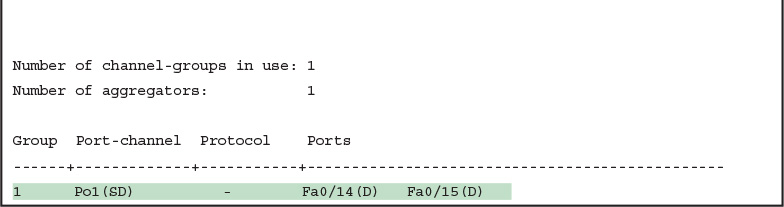 Number of channel-groups in use: 1
Number of aggregators:           1
Group  Port-channel  Protocol    Ports
------+-------------+-----------+-----------------------------------------------
1      Po1(SD)          -        Fa0/14(D)   Fa0/15(D)